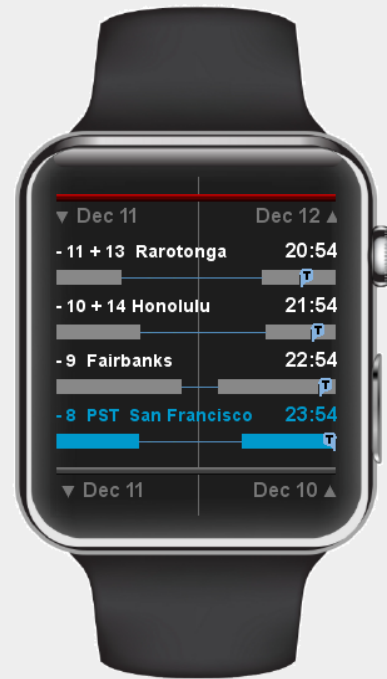 ▼ Dec 11 Dec 12 ▲
- 11 + 13 Rarotonga 20:54
T
- 10 + 14 Honolulu 21:54
T
- 9 Fairbanks 22:54
T
- 8 PST San Francisco 23:54
T
▼ Dec 11 Dec 10 ▲